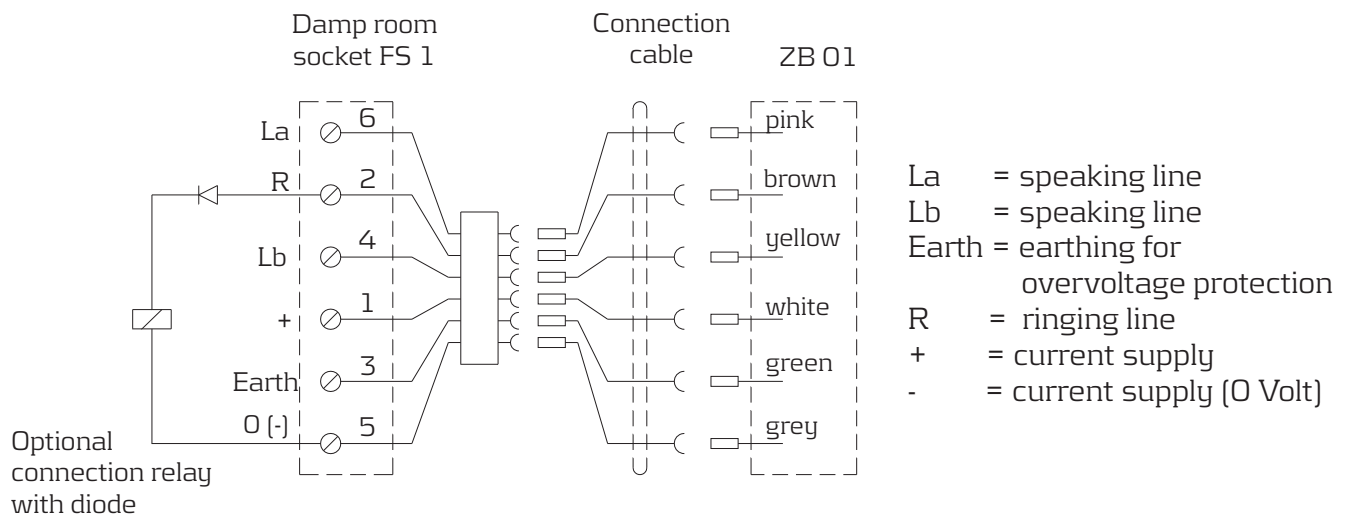 Damp room
socket FS 1
Connection
cable
ZB 01
La
6
pink
R
2
brown
Lb
4
yellow
+
1
white
Earth
3
green
0 (-)
5
grey
Optional
connection relay
with diode
La = speaking line
Lb = speaking line
Earth = earthing for
overvoltage protection
R = ringing line
+ = current supply
- = current supply (0 Volt)